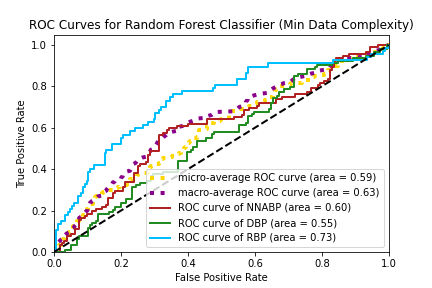 ROC Curves for Random Forest Classifier (Min Data Complexity)
1.0
0.8
0.6
0.4
0.2
0.0
True Positive Rate
micro-average ROC curve (area = 0.59)
macro-average ROC curve (area = 0.63)
ROC curve of NNABP (area = 0.60)
ROC curve of DBP (area = 0.55)
ROC curve of RBP (area = 0.73)
0.0 0.2 0.4 0.6 0.8 1.0
False Positive Rate